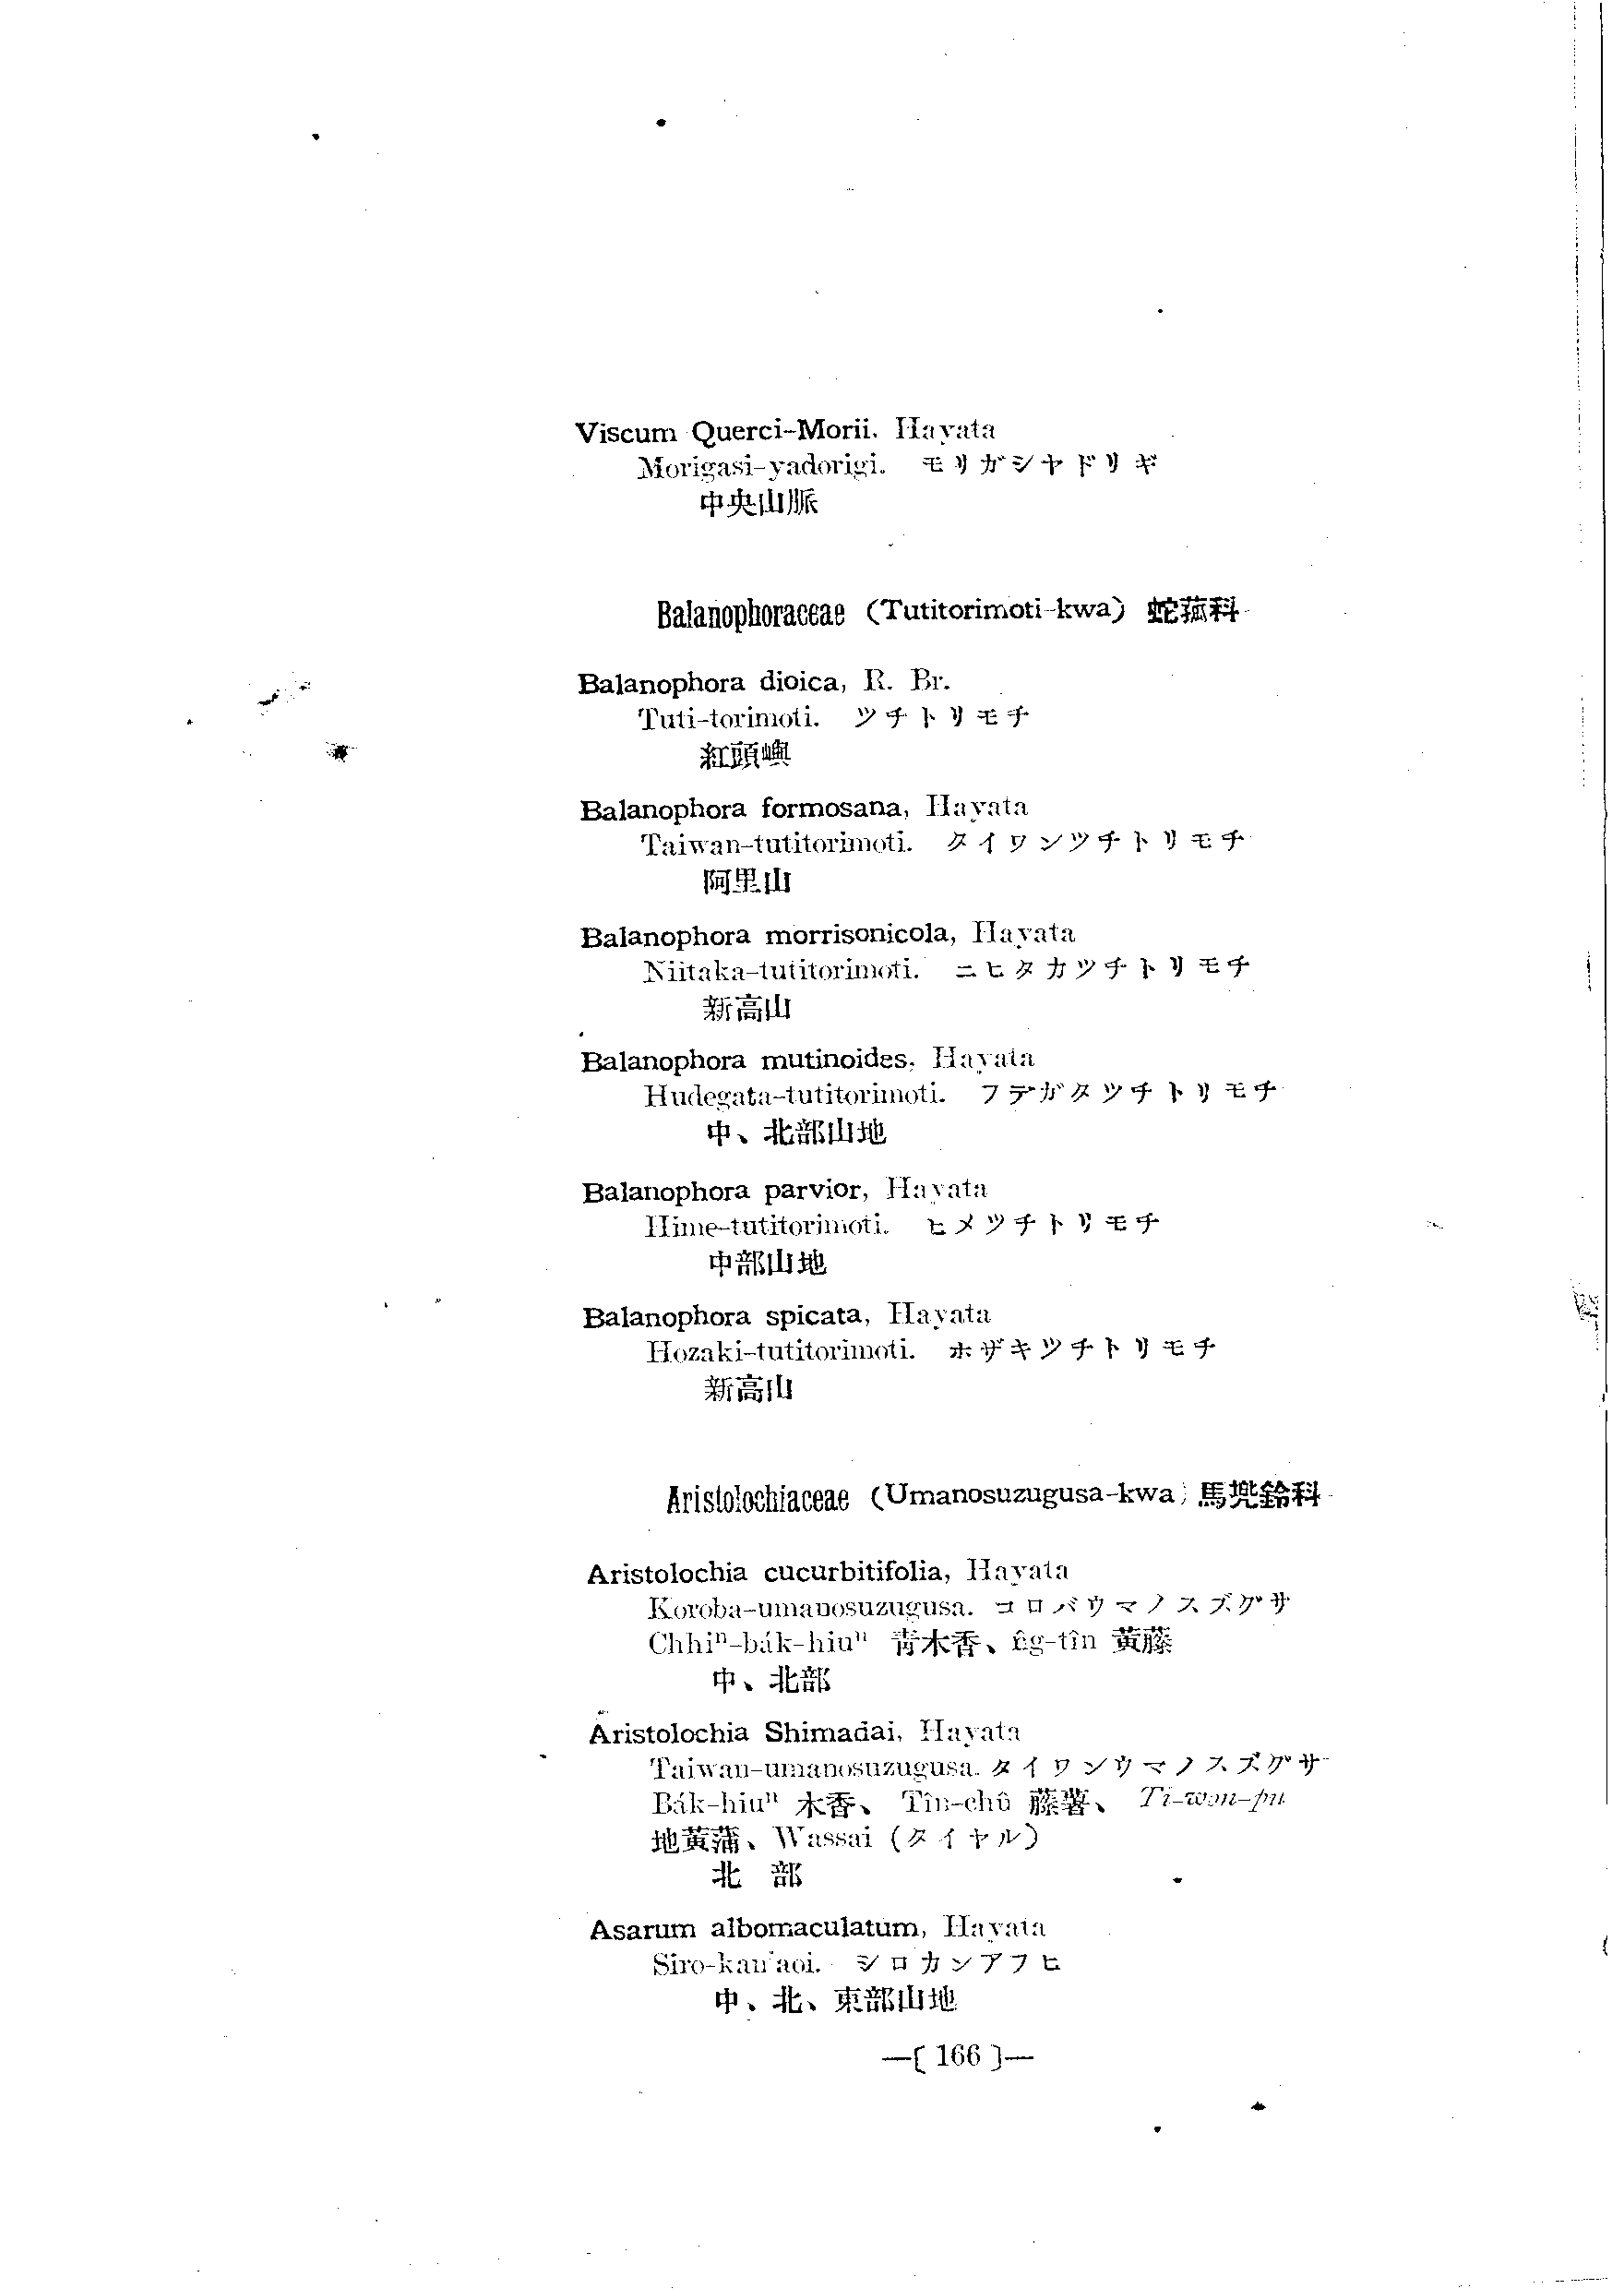 Viscum Querci-Morii, Hayata
Morigasi-yadorigi. モリガシヤドリギ
中央山脈
Balanophoraceae (Tutitorimoti-kwa) 蛇菰科
Balanophora dioica, R. Br.
Tuti-torimoti. ツチトリモチ
紅頭嶼
Balanophora formosana, Hayata
Taiwan-tutitorimoti. タイワンツチトリモチ
阿里山
Balanophora morrisonicola, Hayata
Niitaka-tutitorimoti. ニヒタカツチトリモチ
新高山
Balanophora mutinoides, Hayata
Hudegata-tutitorimoti. フデガタツチトリモチ
中、北部山地
Balanophora parvior, Hayata
Hime-tutitorimoti. ヒメツチトリモチ
中部山地
Balanophora spicata, Hayata
Hozaki-tutitorimoti. ホザキツチトリモチ
新高山
Aristolochiaceae (Umanosuzugusa-kwa) 馬兜鈴科
Aristolochia cucurbitifolia, Hayata
Koroba-umanosuzugusa. コロバウマノスズグサ
Chhiⁿ-bák-hiuⁿ 青木香、 n̂g-tîn 黄藤
中、北部
Aristolochia Shimadai, Hayata
Taiwan-umanosuzugusa. タイワンウマノスズグサ
Bák-hiuⁿ 木香、 Tîn-chû 藤薯、 Ti-won-pu
地黄蒲、 Wassai (タイヤル)
北 部
Asarum albomaculatum, Hayata
Siro-kan'aoi. シロカンアフヒ
中、北、東部山地
—[ 166 ]—